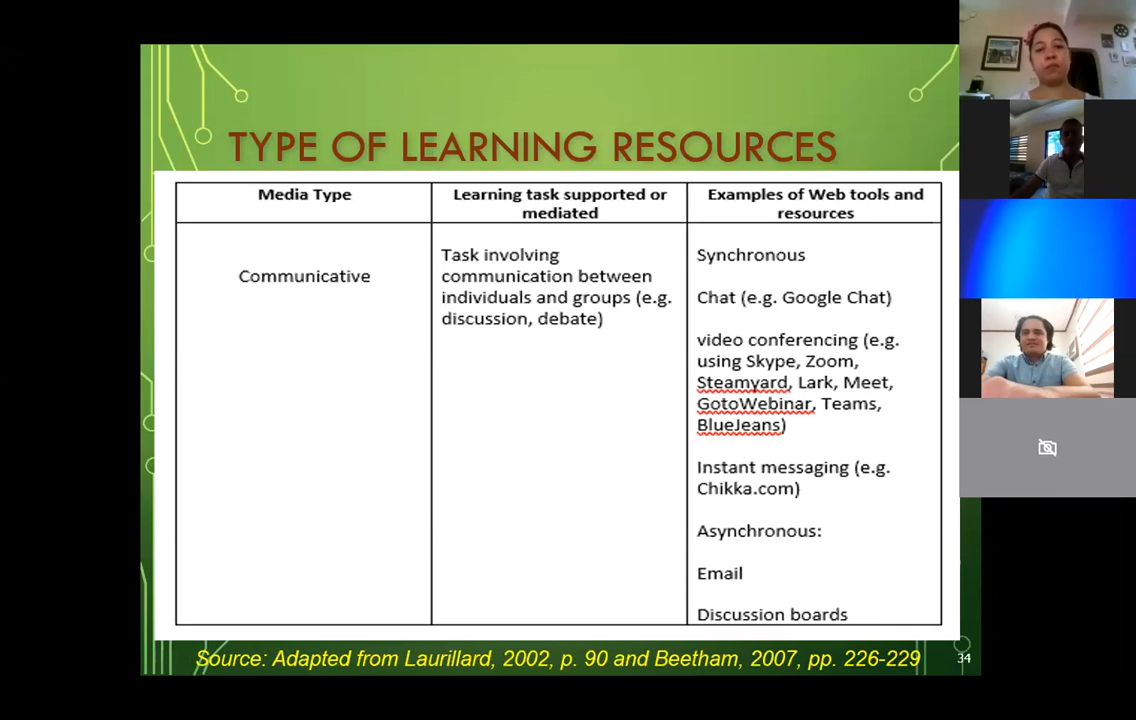 TYPE OF LEARNING RESOURCES
Media Type
Learning task supported or
mediated
Examples of Web tools and
resources
Communicative
Task involving
communication between
individuals and groups (e.g.
discussion, debate)
Synchronous
Chat (e.g. Google Chat)
video conferencing (e.g.
using Skype, Zoom,
Steamyard, Lark, Meet,
GotoWebinar, Teams,
BlueJeans)
Instant messaging (e.g.
Chikka.com)
Asynchronous:
Email
Discussion boards
Source: Adapted from Laurillard, 2002, p. 90 and Beetham, 2007, pp. 226-229
34